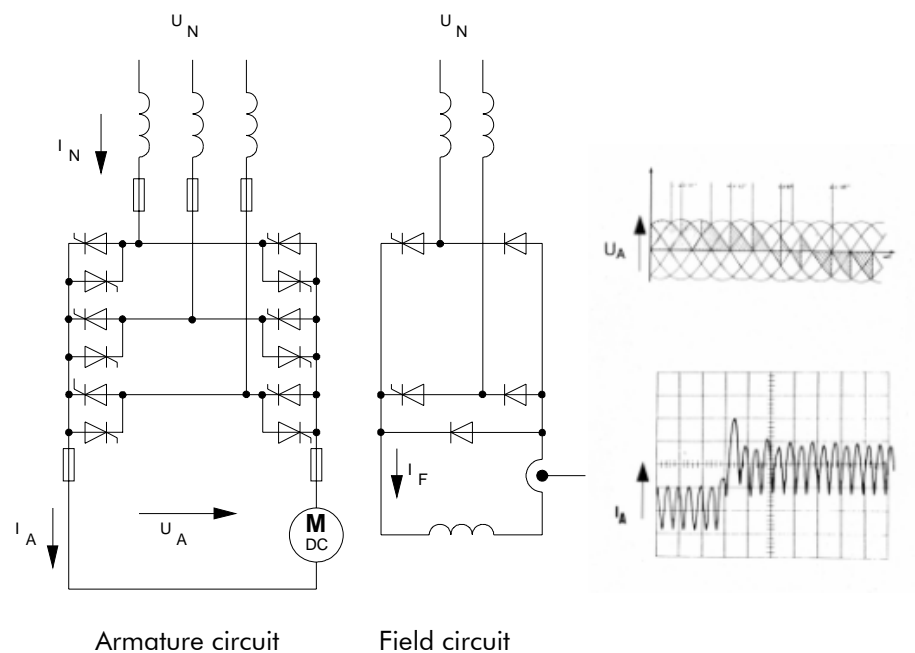 U N
U N
I N
U A
I F
I A
U A
M
DC
I A
Armature circuit
Field circuit